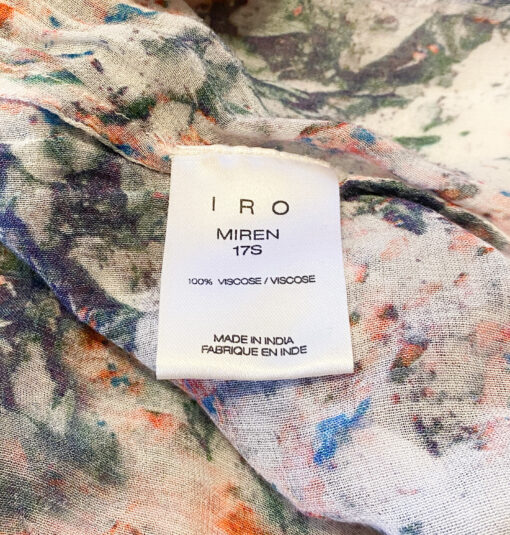 IRO
MIREN
17S
100% VISCOSE / VISCOSE
MADE IN INDIA
FABRIQUE EN INDE